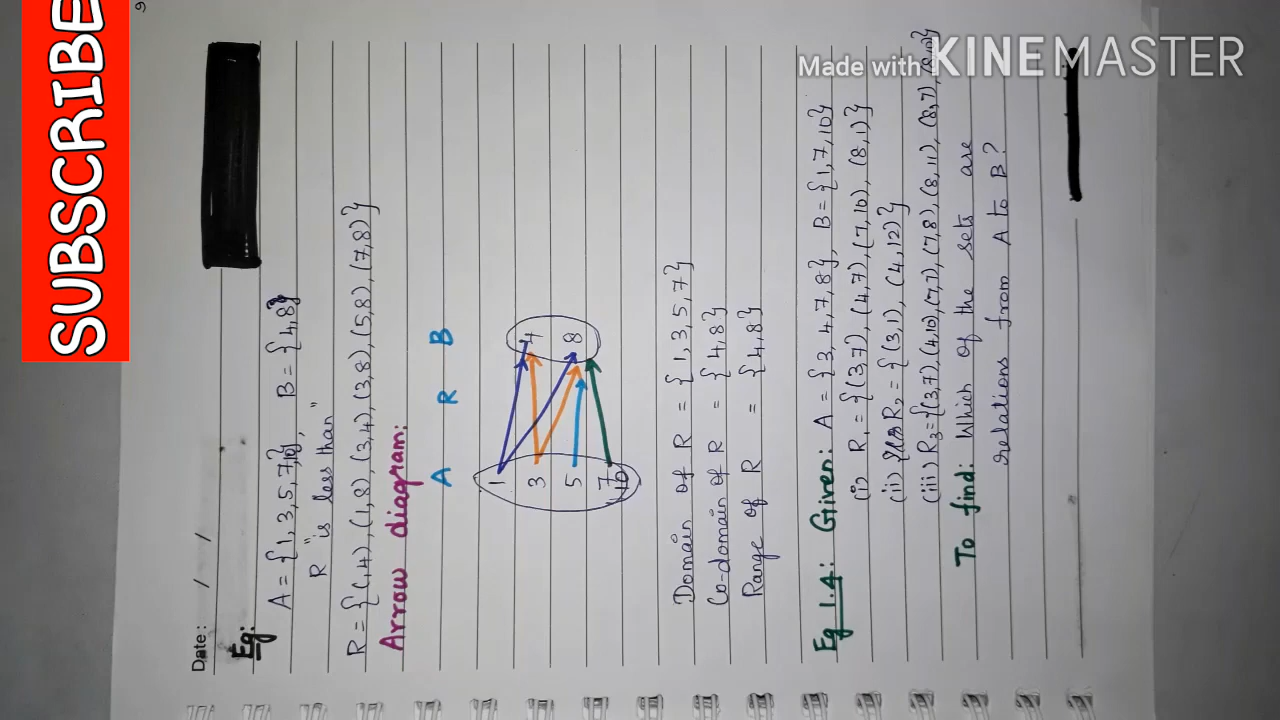 SUBSCRIBE
Made with KINEMASTER
Date: / /
Eg:
A = {1, 3, 5, 7, 10}, B = {4, 8}
R "is less than"
R = {(1,4), (1,8), (3,4), (3,8), (5,8), (7,8)}
Arrow diagram:
A R B
1 4
3 8
5
7
10
Domain of R = {1, 3, 5, 7}
Co-domain of R = {4, 8}
Range of R = {4, 8}
Eg 1.4: Given: A = {3, 4, 7, 8}, B = {1, 7, 10}
(i) R₁ = {(3,7), (4,7), (7,10), (8,1)}
(ii) R₂ = {(3,1), (4,12)}
(iii) R₃ = {(3,7), (4,10), (7,7), (7,8), (8,11), (8,7), (8,10)}
To find: Which of the sets are
relations from A to B?